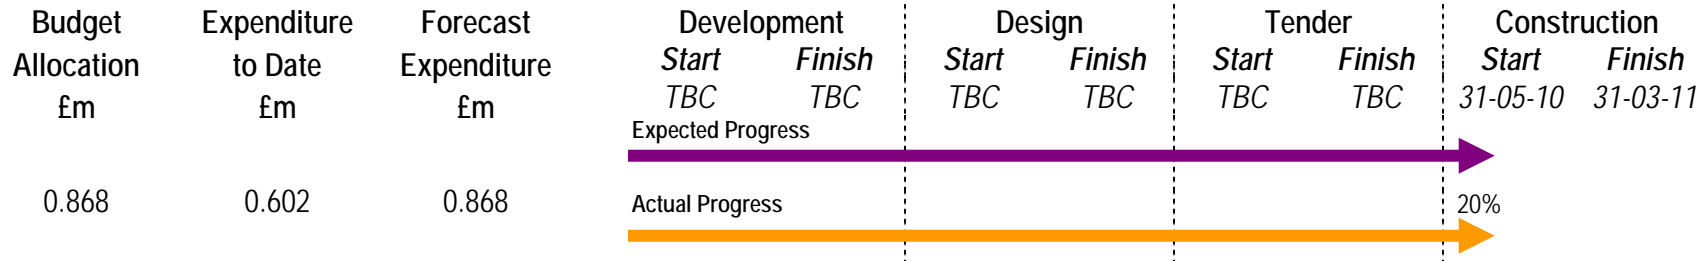 Budget Expenditure Forecast Development Design Tender Construction
Allocation to Date Expenditure Start Finish Start Finish Start Finish Start Finish
£m £m £m TBC TBC TBC TBC TBC TBC 31-05-10 31-03-11
Expected Progress
0.868 0.602 0.868 Actual Progress 20%